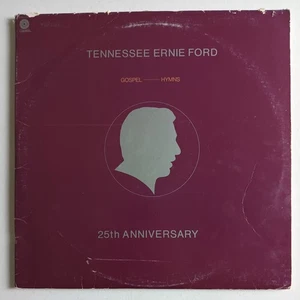 TENNESSEE ERNIE FORD
GOSPEL —— HYMNS
25th ANNIVERSARY